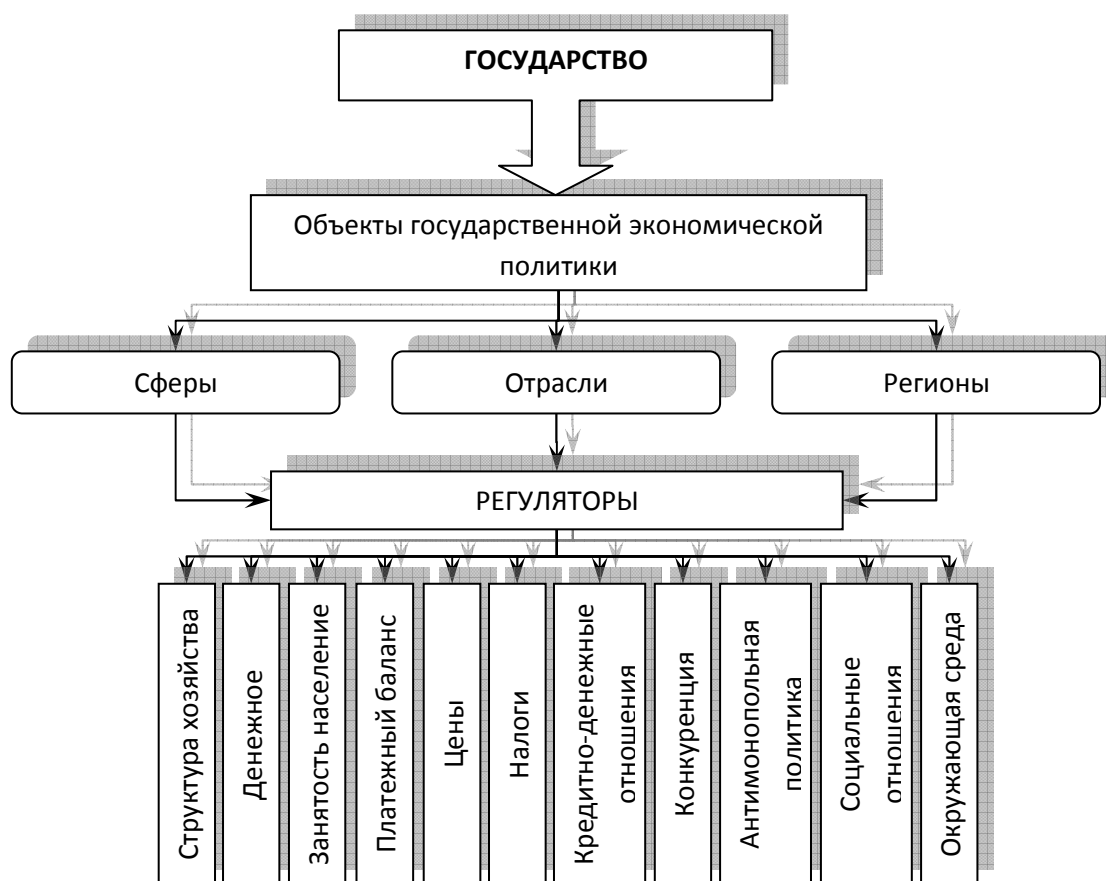 ГОСУДАРСТВО
Объекты государственной экономической
политики
Сферы
Отрасли
Регионы
РЕГУЛЯТОРЫ
Структура хозяйства
Денежное
Занятость население
Платежный баланс
Цены
Налоги
Кредитно-денежные
отношения
Конкуренция
Антимонопольная
политика
Социальные
отношения
Окружающая среда